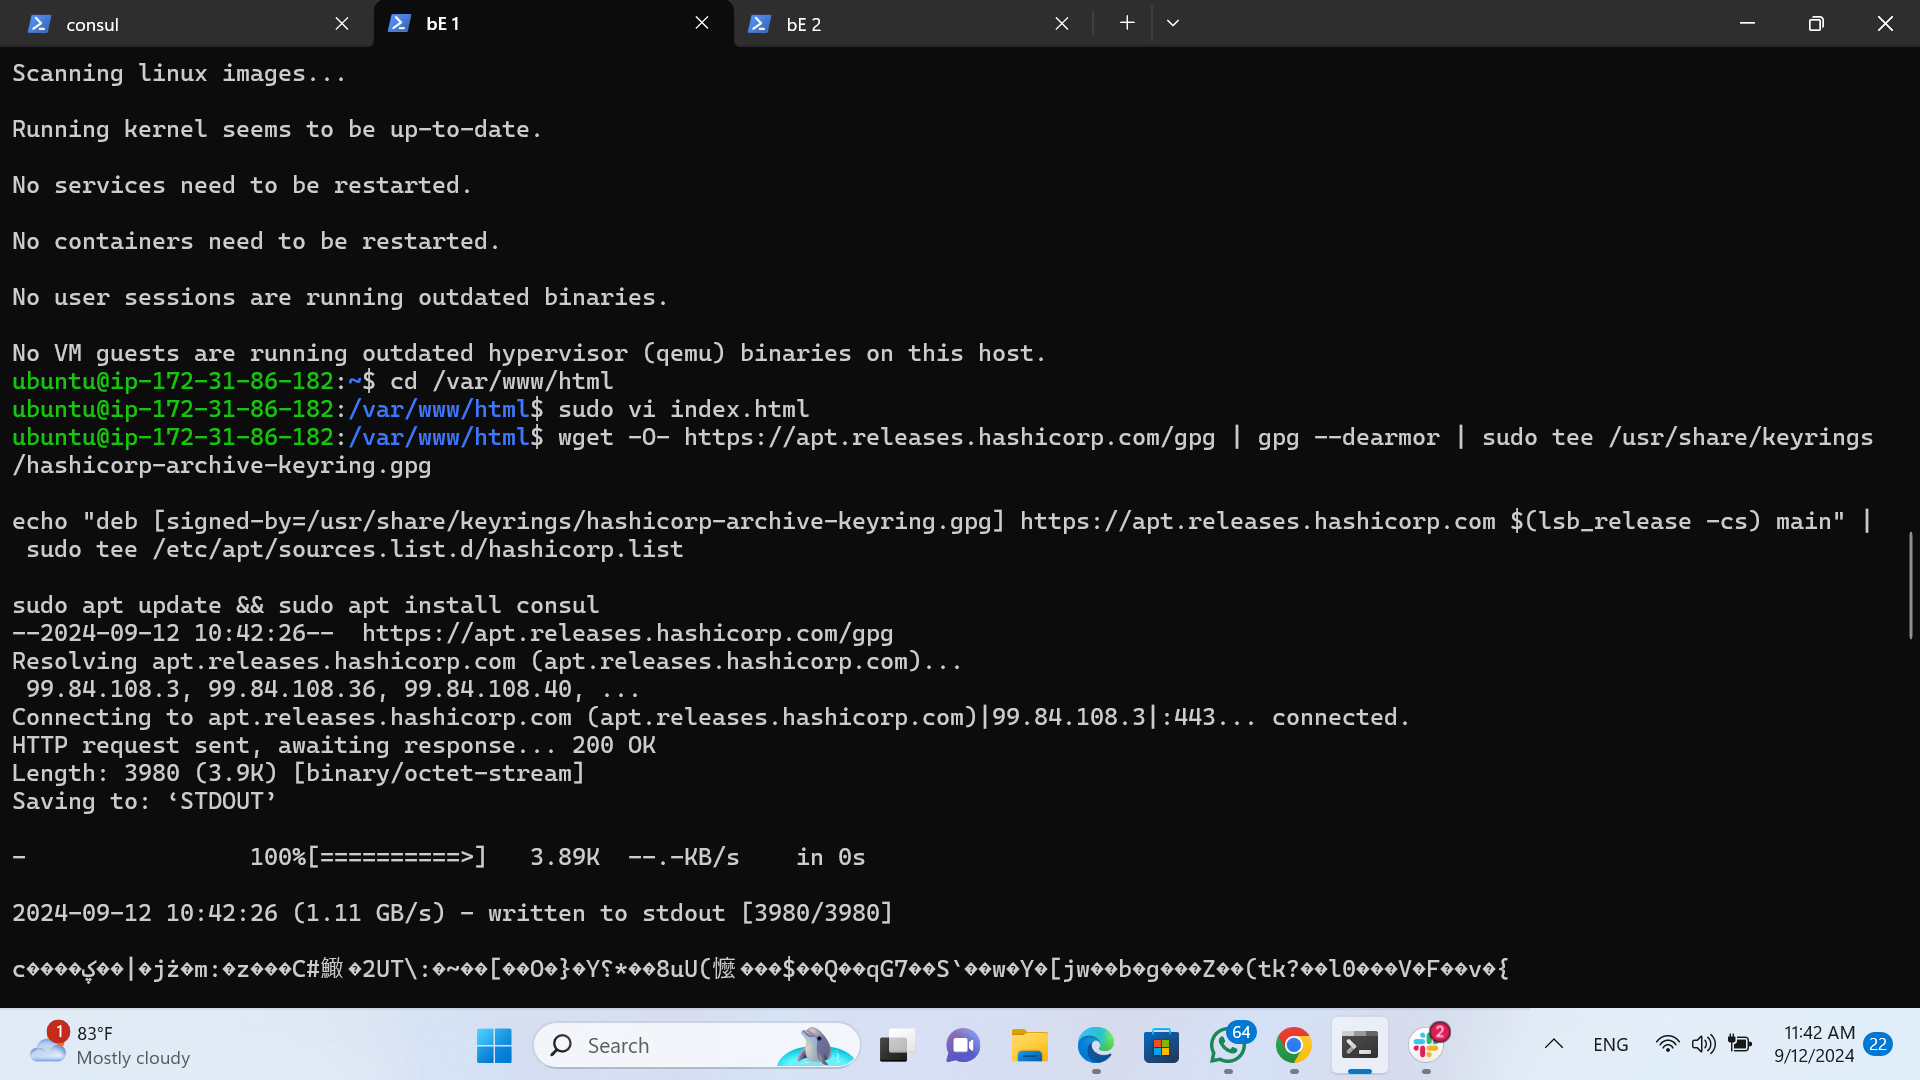 consul
bE 1
bE 2
Scanning linux images...
Running kernel seems to be up-to-date.
No services need to be restarted.
No containers need to be restarted.
No user sessions are running outdated binaries.
No VM guests are running outdated hypervisor (qemu) binaries on this host.
ubuntu@ip-172-31-86-182:~$ cd /var/www/html
ubuntu@ip-172-31-86-182:/var/www/html$ sudo vi index.html
ubuntu@ip-172-31-86-182:/var/www/html$ wget -O- https://apt.releases.hashicorp.com/gpg | gpg --dearmor | sudo tee /usr/share/keyrings
/hashicorp-archive-keyring.gpg
echo "deb [signed-by=/usr/share/keyrings/hashicorp-archive-keyring.gpg] https://apt.releases.hashicorp.com $(lsb_release -cs) main" |
sudo tee /etc/apt/sources.list.d/hashicorp.list
sudo apt update && sudo apt install consul
--2024-09-12 10:42:26-- https://apt.releases.hashicorp.com/gpg
Resolving apt.releases.hashicorp.com (apt.releases.hashicorp.com)...
99.84.108.3, 99.84.108.36, 99.84.108.40, ...
Connecting to apt.releases.hashicorp.com (apt.releases.hashicorp.com)|99.84.108.3|:443... connected.
HTTP request sent, awaiting response... 200 OK
Length: 3980 (3.9K) [binary/octet-stream]
Saving to: ‘STDOUT’
- 100%[==========>] 3.89K --.-KB/s in 0s
2024-09-12 10:42:26 (1.11 GB/s) - written to stdout [3980/3980]
1
83°F
Mostly cloudy
Search
64
2
ENG
11:42 AM
9/12/2024
22